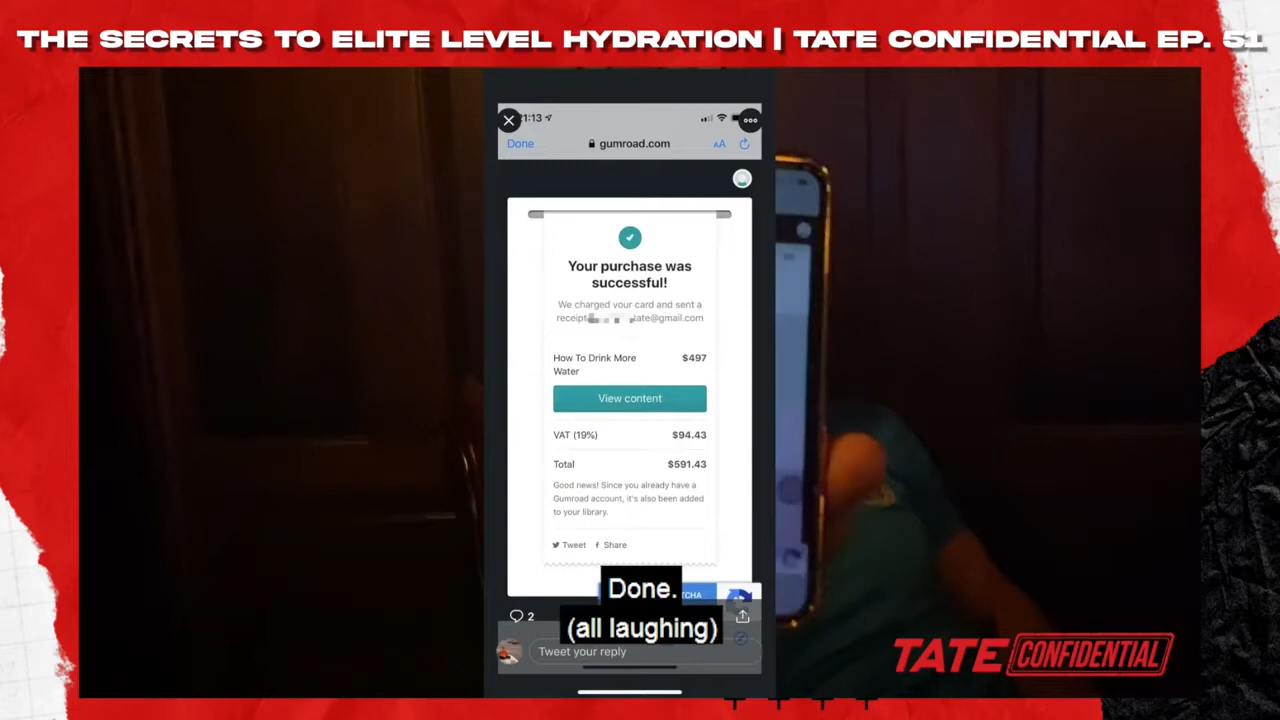 THE SECRETS TO ELITE LEVEL HYDRATION | TATE CONFIDENTIAL EP. 51
21:13
Done
gumroad.com
AA
Your purchase was
successful!
We charged your card and sent a
receipt tate@gmail.com
How To Drink More
Water
$497
View content
VAT (19%) $94.43
Total $591.43
Good news! Since you already have a
Gumroad account, it's also been added
to your library.
Tweet Share
Done.
(all laughing)
2
Tweet your reply
TATE CONFIDENTIAL